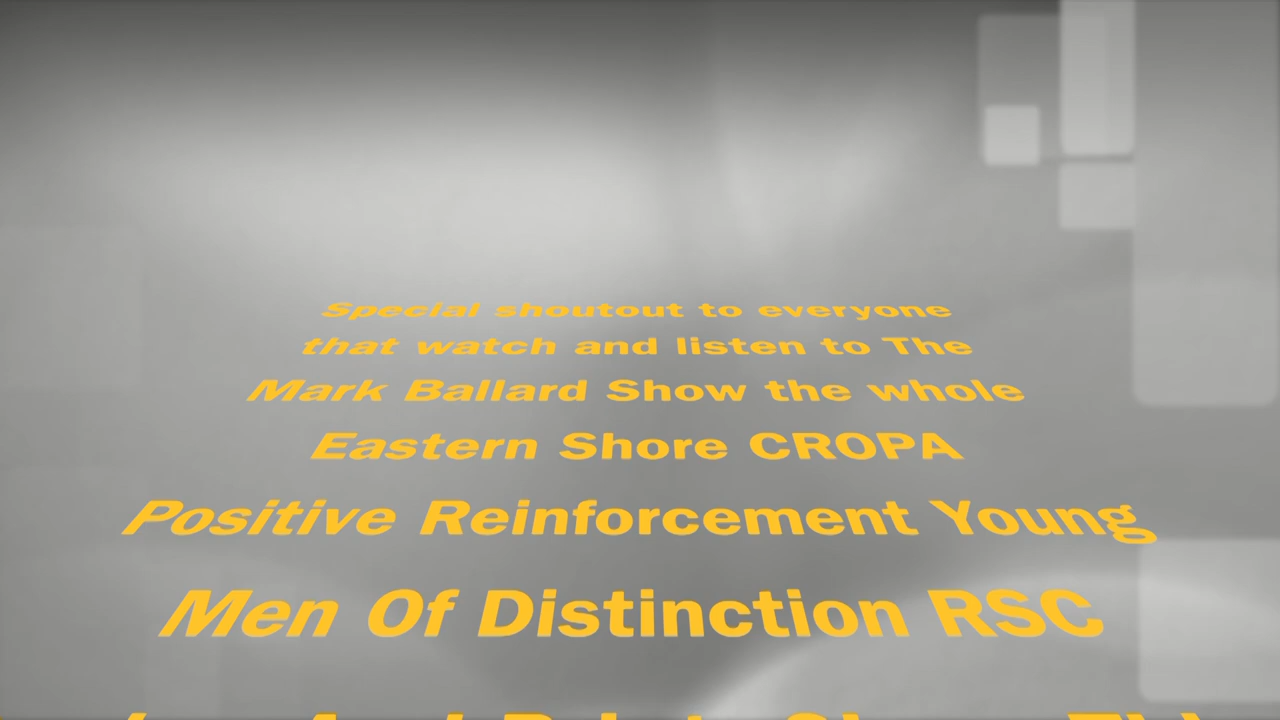 Special shoutout to everyone
that watch and listen to The
Mark Ballard Show the whole
Eastern Shore CROPA
Positive Reinforcement Young
Men Of Distinction RSC